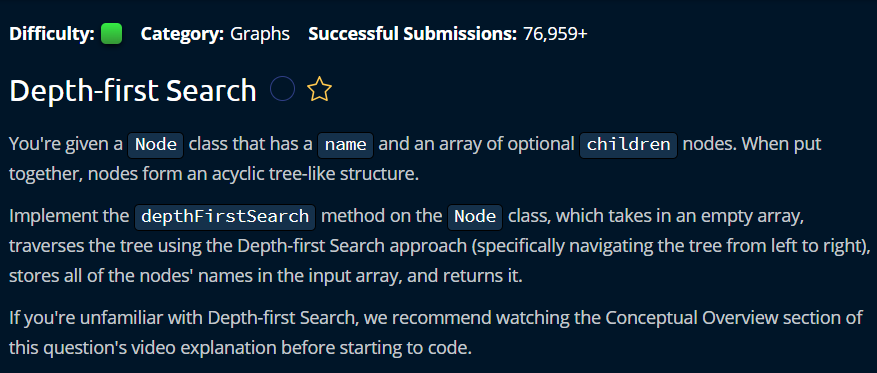 Difficulty: Category: Graphs Successful Submissions: 76,959+
Depth-first Search
You're given a Node class that has a name and an array of optional children nodes. When put
together, nodes form an acyclic tree-like structure.
Implement the depthFirstSearch method on the Node class, which takes in an empty array,
traverses the tree using the Depth-first Search approach (specifically navigating the tree from left to right),
stores all of the nodes' names in the input array, and returns it.
If you're unfamiliar with Depth-first Search, we recommend watching the Conceptual Overview section of
this question's video explanation before starting to code.